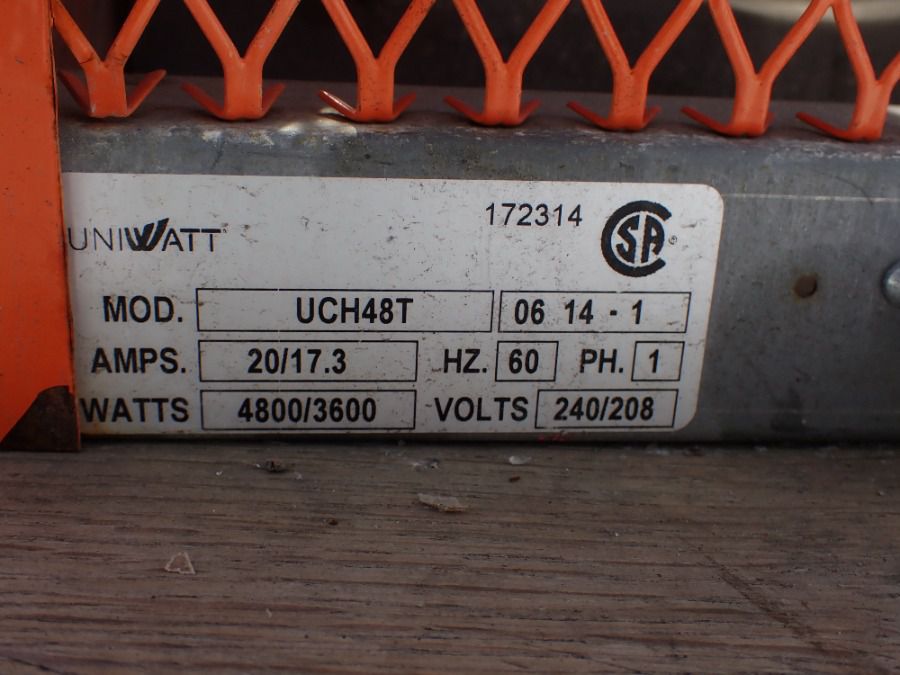 UNIWATT 172314 CSA
MOD. UCH48T 06 14 - 1
AMPS. 20/17.3 HZ. 60 PH. 1
WATTS 4800/3600 VOLTS 240/208